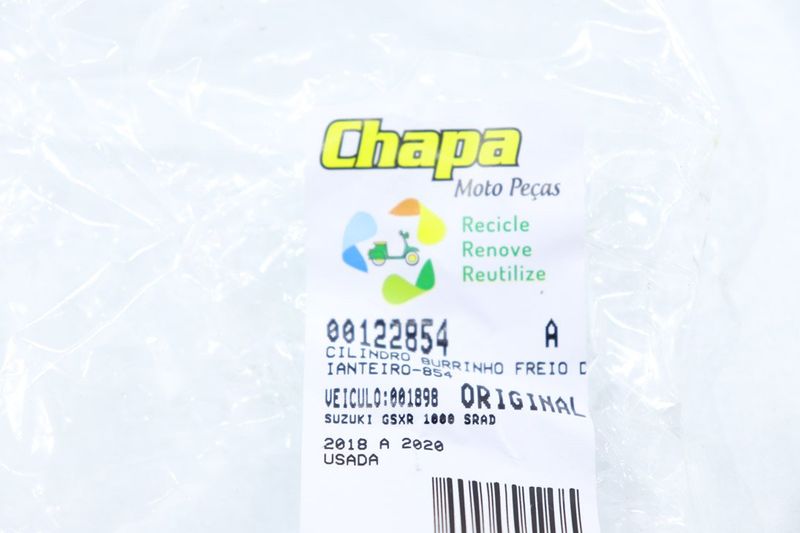 Chapa
Moto Peças
Recicle
Renove
Reutilize
00122854 A
CILINDRO BURRINHO FREIO D
IANTEIRO-854
VEICULO:001898 ORIGINAL
SUZUKI GSXR 1000 SRAD
2018 A 2020
USADA